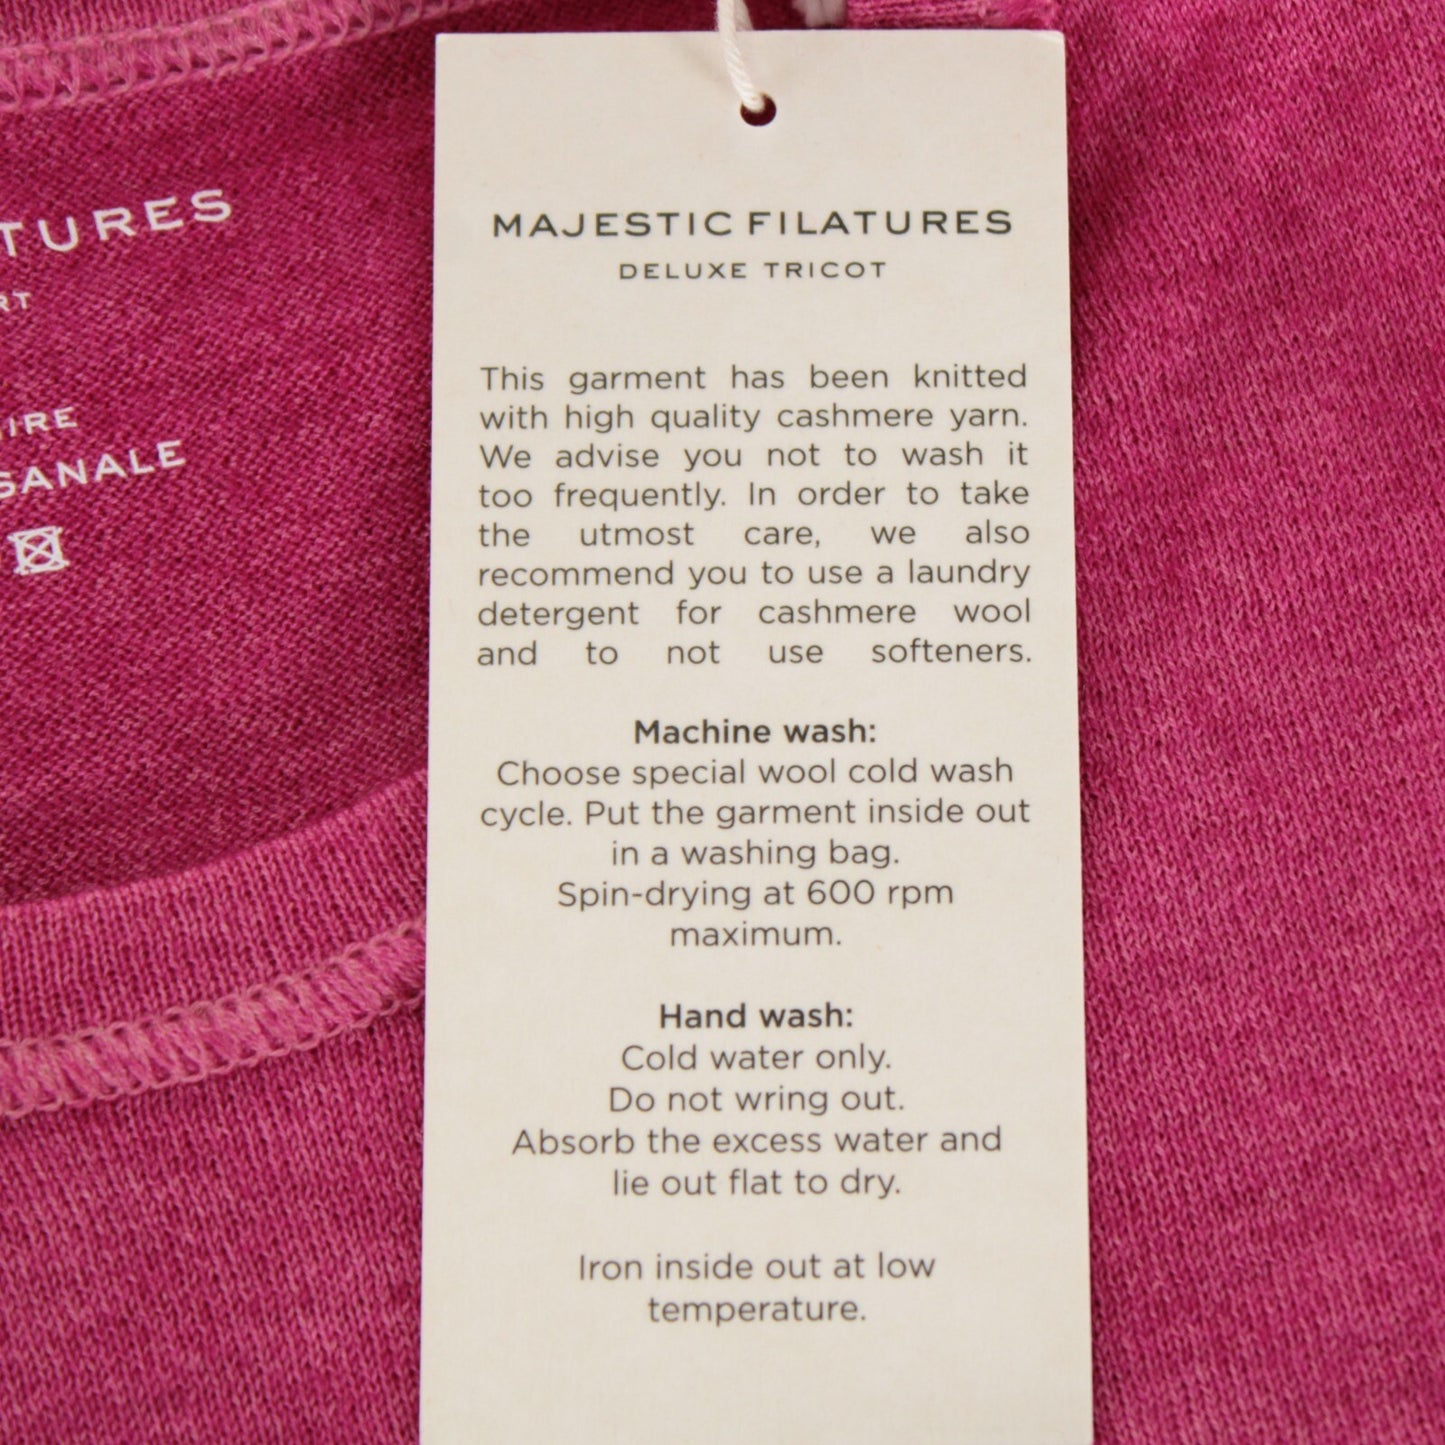 TURES
RT
SANALE
MAJESTIC FILATURES
DELUXE TRICOT
This garment has been knitted
with high quality cashmere yarn.
We advise you not to wash it
too frequently. In order to take
the utmost care, we also
recommend you to use a laundry
detergent for cashmere wool
and to not use softeners.
Machine wash:
Choose special wool cold wash
cycle. Put the garment inside out
in a washing bag.
Spin-drying at 600 rpm
maximum.
Hand wash:
Cold water only.
Do not wring out.
Absorb the excess water and
lie out flat to dry.
Iron inside out at low
temperature.